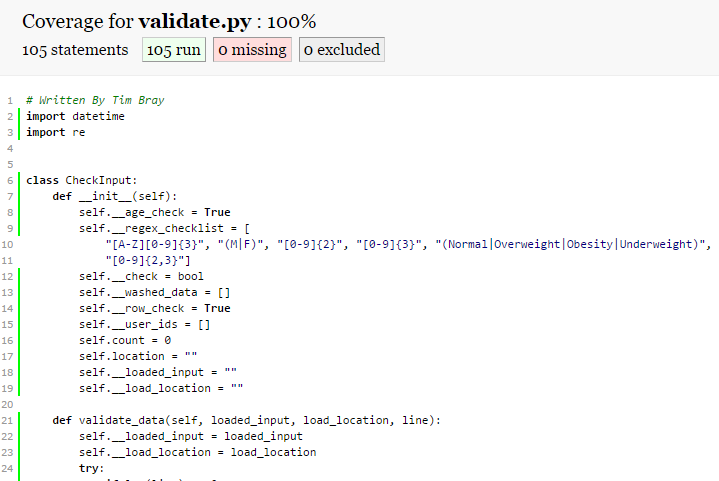 Coverage for validate.py : 100%
105 statements 105 run 0 missing 0 excluded
1 # Written By Tim Bray
2 import datetime
3 import re
4
5
6 class CheckInput:
7 def __init__(self):
8 self.__age_check = True
9 self.__regex_checklist = [
10 "[A-Z][0-9]{3}", "(M|F)", "[0-9]{2}", "[0-9]{3}", "(Normal|Overweight|Obesity|Underweight)",
11 "[0-9]{2,3}"]
12 self.__check = bool
13 self.__washed_data = []
14 self.__row_check = True
15 self.__user_ids = []
16 self.count = 0
17 self.location = ""
18 self.__loaded_input = ""
19 self.__load_location = ""
20
21 def validate_data(self, loaded_input, load_location, line):
22 self.__loaded_input = loaded_input
23 self.__load_location = load_location
24 try: